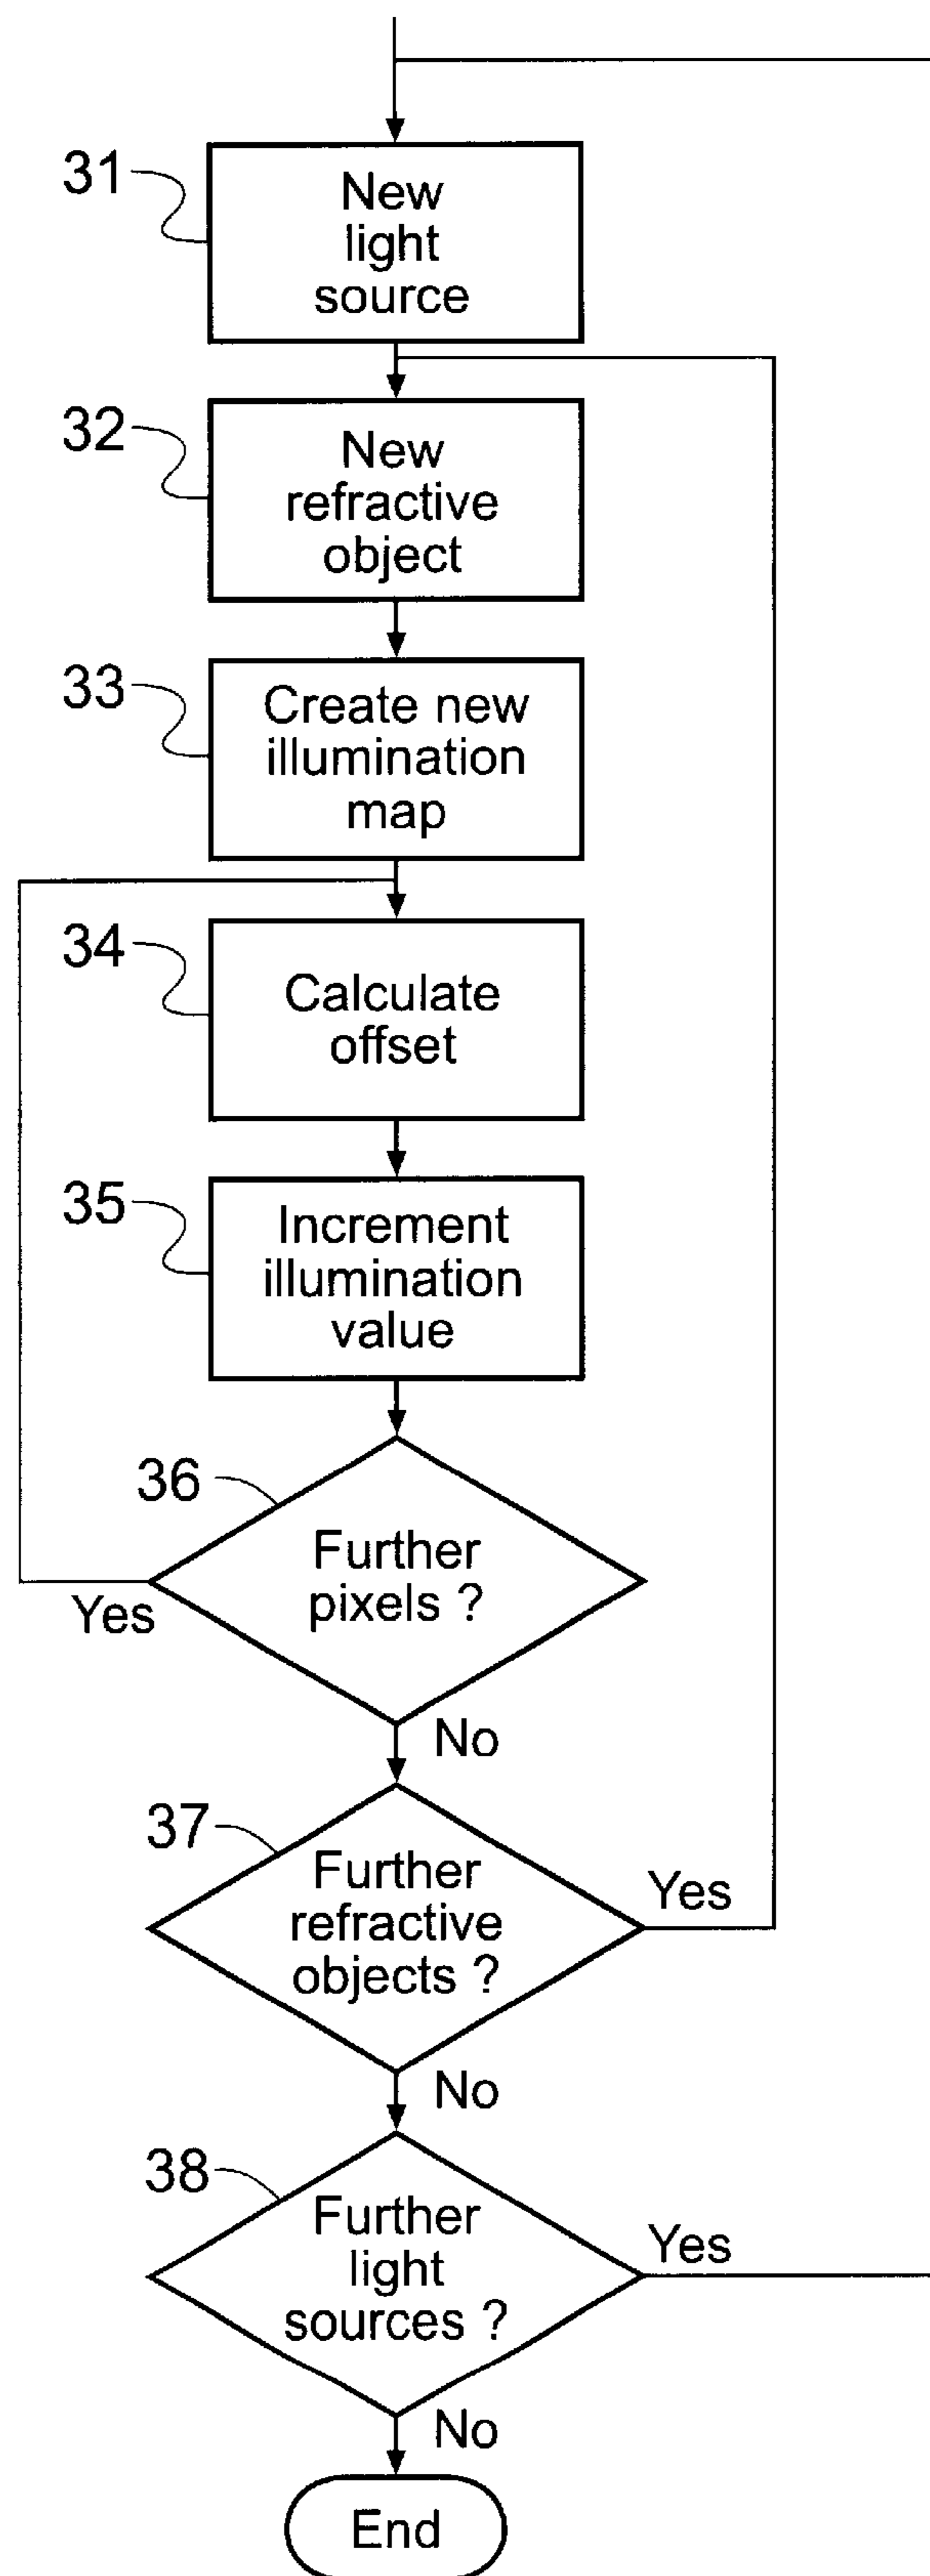 31
New
light
source
32
New
refractive
object
33
Create new
illumination
map
34
Calculate
offset
35
Increment
illumination
value
36
Further
pixels ?
Yes
No
37
Further
refractive
objects ?
Yes
No
38
Further
light
sources ?
Yes
No
End